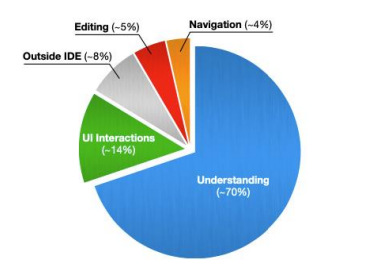 Navigation (~4%)
Editing (~5%)
Outside IDE (~8%)
UI Interactions
(~14%)
Understanding
(~70%)